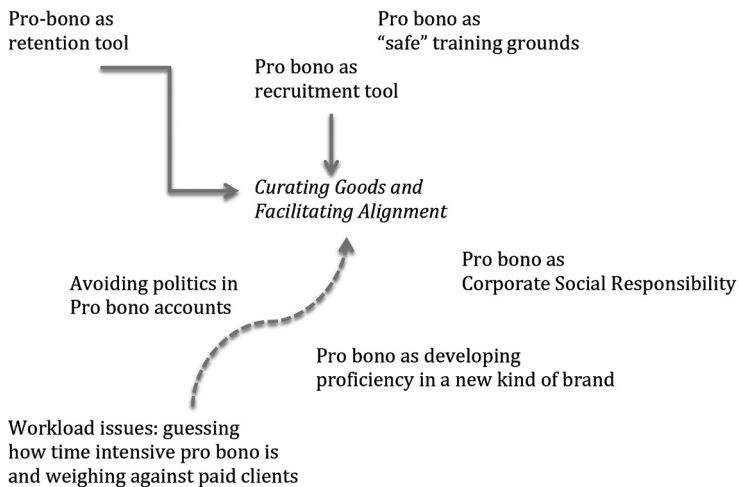 Pro-bono as
retention tool
Pro bono as
“safe” training grounds
Pro bono as
recruitment tool
Curating Goods and
Facilitating Alignment
Pro bono as
Corporate Social Responsibility
Avoiding politics in
Pro bono accounts
Pro bono as developing
proficiency in a new kind of brand
Workload issues: guessing
how time intensive pro bono is
and weighing against paid clients